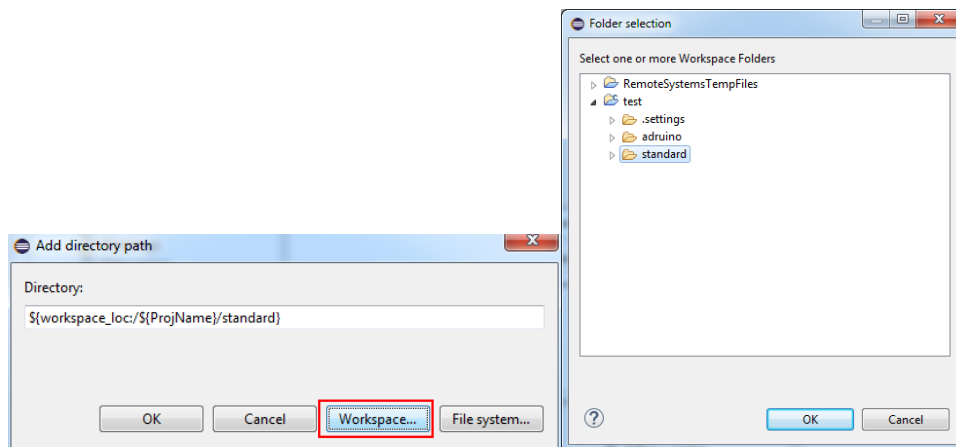 Add directory path
Directory:
${workspace_loc:/${ProjName}/standard}
OK
Cancel
Workspace...
File system...
Folder selection
Select one or more Workspace Folders
RemoteSystemsTempFiles
test
.settings
adruino
standard
?
OK
Cancel